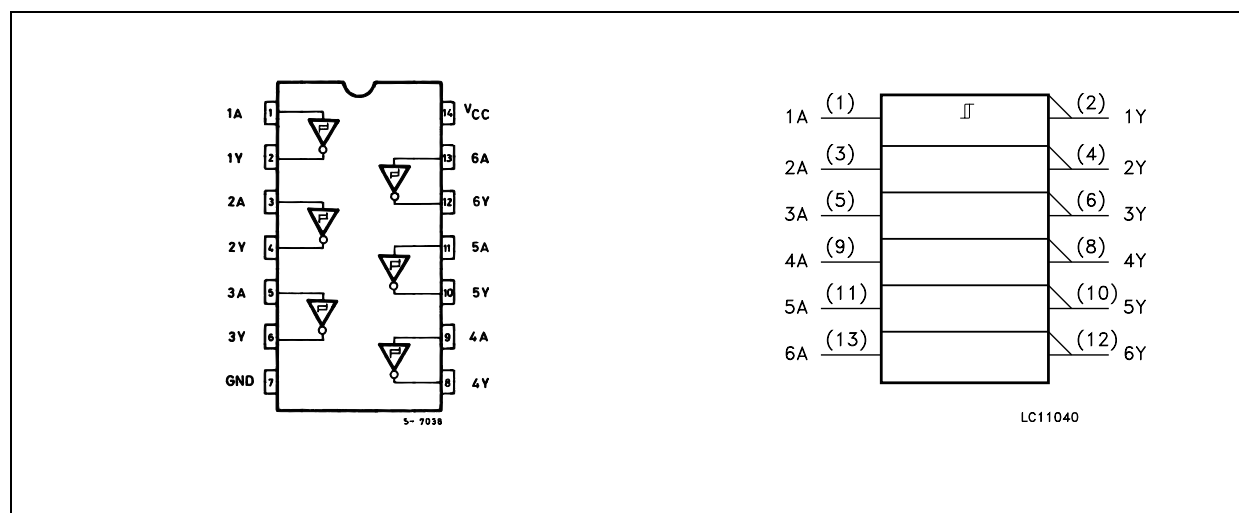 1A 1 14 VCC
1Y 2 13 6A
2A 3 12 6Y
2Y 4 11 5A
3A 5 10 5Y
3Y 6 9 4A
GND 7 8 4Y
S- 7038
1A (1) (2) 1Y
2A (3) (4) 2Y
3A (5) (6) 3Y
4A (9) (8) 4Y
5A (11) (10) 5Y
6A (13) (12) 6Y
LC11040